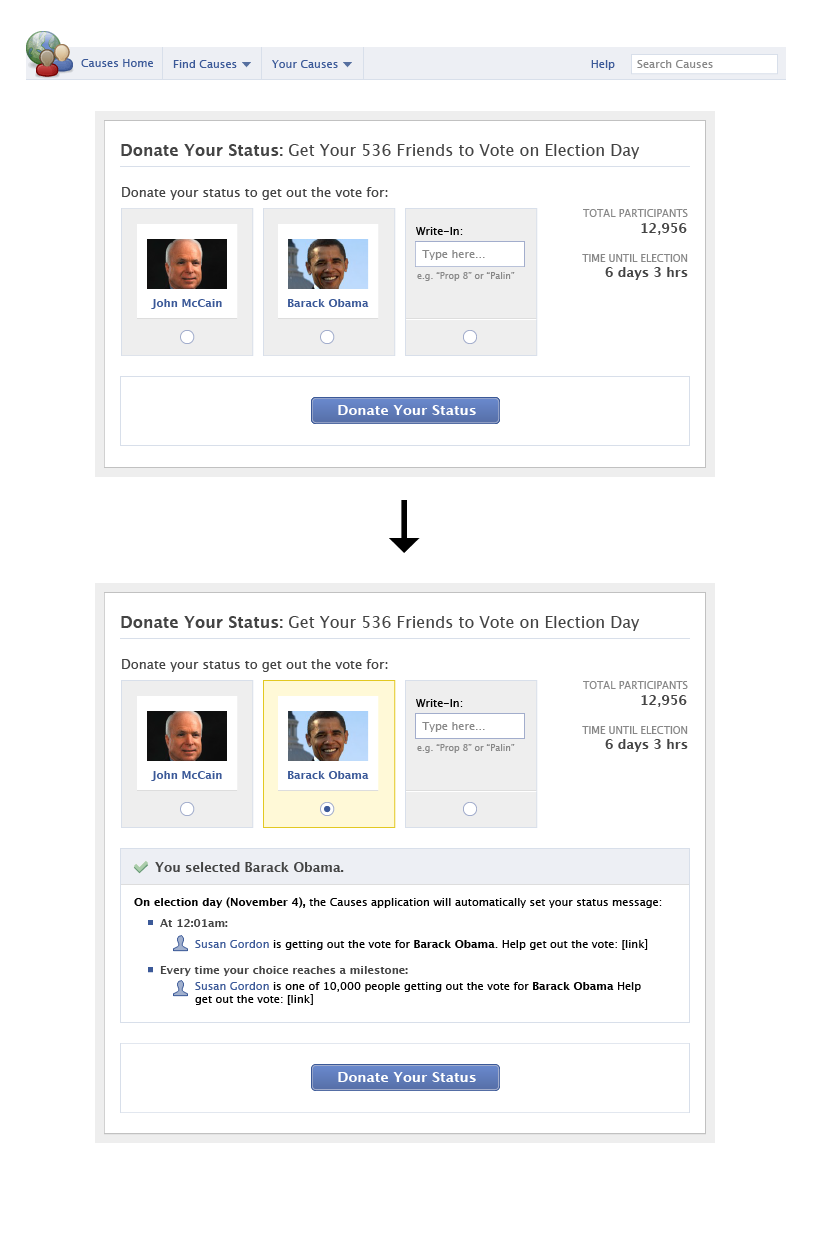 Causes Home Find Causes Your Causes Help Search Causes
Donate Your Status: Get Your 536 Friends to Vote on Election Day
Donate your status to get out the vote for:
John McCain
Barack Obama
Write-In:
Type here...
e.g. "Prop 8" or "Palin"
TOTAL PARTICIPANTS
12,956
TIME UNTIL ELECTION
6 days 3 hrs
Donate Your Status
Donate Your Status: Get Your 536 Friends to Vote on Election Day
Donate your status to get out the vote for:
John McCain
Barack Obama
Write-In:
Type here...
e.g. "Prop 8" or "Palin"
TOTAL PARTICIPANTS
12,956
TIME UNTIL ELECTION
6 days 3 hrs
You selected Barack Obama.
On election day (November 4), the Causes application will automatically set your status message:
At 12:01am:
Susan Gordon is getting out the vote for Barack Obama. Help get out the vote: [link]
Every time your choice reaches a milestone:
Susan Gordon is one of 10,000 people getting out the vote for Barack Obama Help
get out the vote: [link]
Donate Your Status